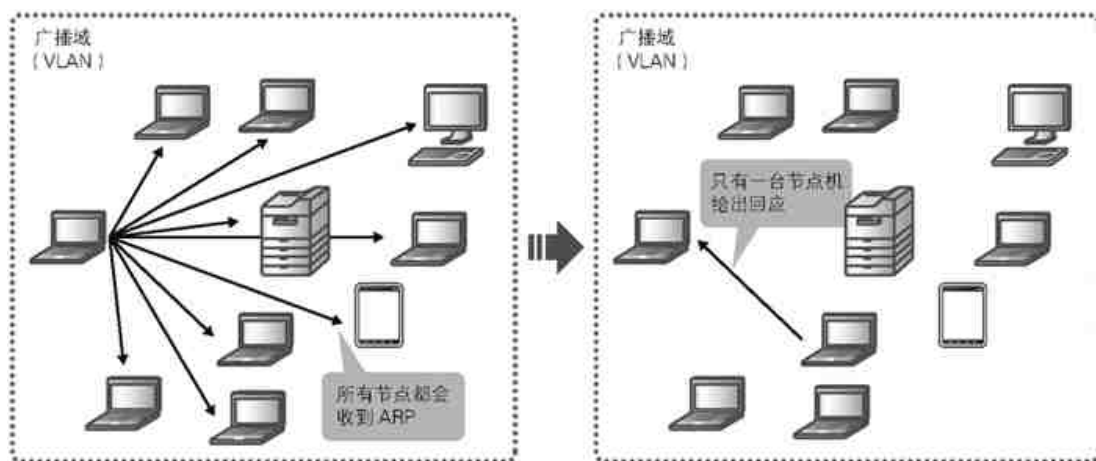 广播域
（VLAN）
所有节点都会
收到 ARP
广播域
（VLAN）
只有一台节点机
给出回应